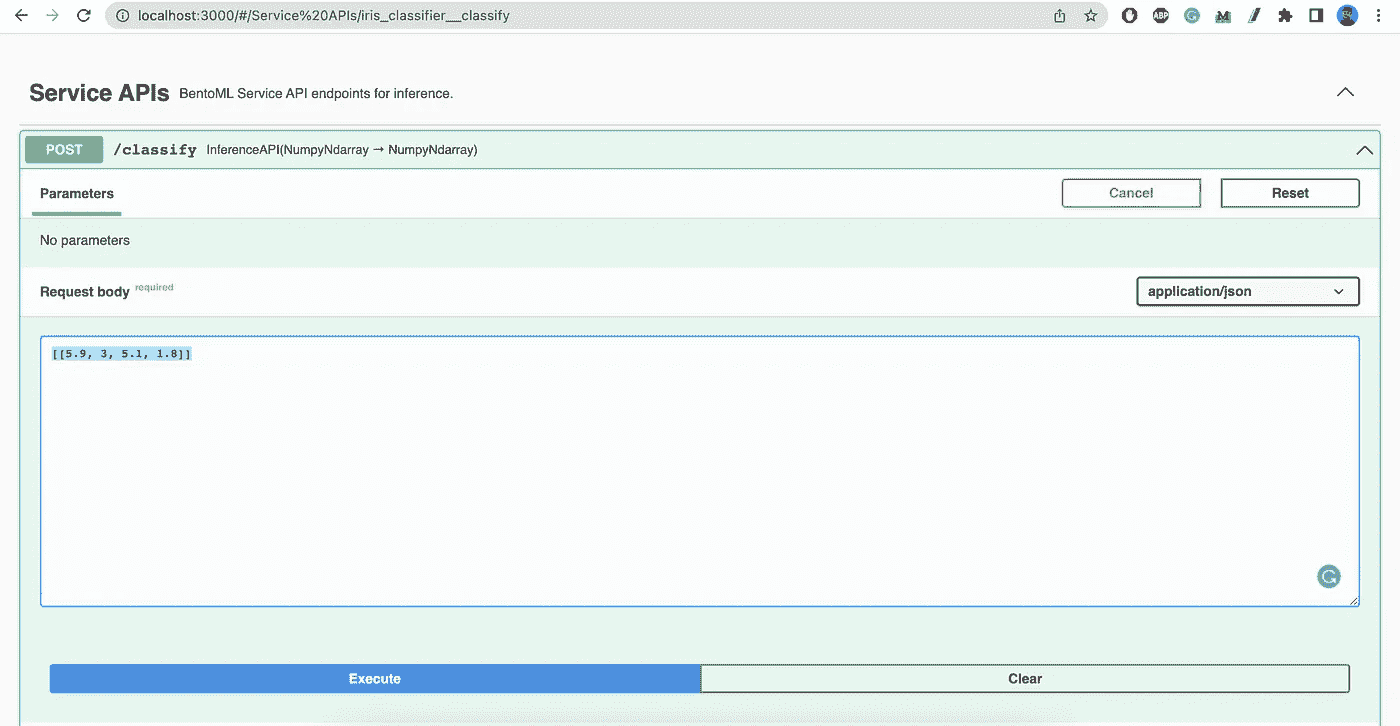 localhost:3000/#/Service%20APIs/iris_classifier__classify
ABP
Service APIs BentoML Service API endpoints for inference.
POST /classify InferenceAPI(NumpyNdarray → NumpyNdarray)
Parameters
Cancel
Reset
No parameters
Request body required
application/json
[[5.9, 3, 5.1, 1.8]]
Execute
Clear